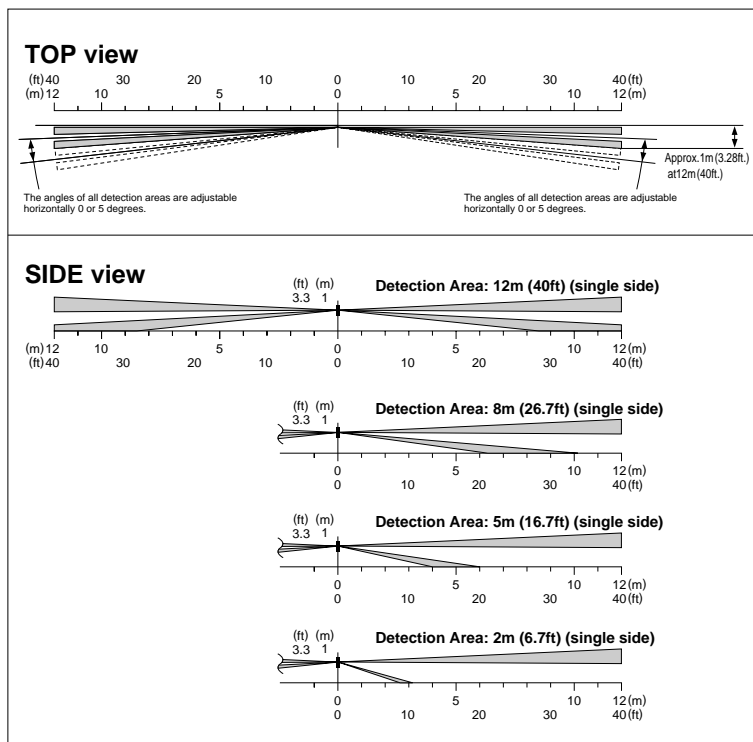 TOP view
(ft) 40 30 20 10 0 10 20 30 40 (ft)
(m) 12 10 5 0 5 10 12 (m)
Approx.1m (3.28ft.)
at12m (40ft.)
The angles of all detection areas are adjustable
horizontally 0 or 5 degrees.
The angles of all detection areas are adjustable
horizontally 0 or 5 degrees.
SIDE view
(ft) (m)
3.3 1
Detection Area: 12m (40ft) (single side)
(m) 12 10 5 0 5 10 12 (m)
(ft) 40 30 20 10 0 10 20 30 40 (ft)
(ft) (m)
3.3 1
Detection Area: 8m (26.7ft) (single side)
0 5 10 12 (m)
0 10 20 30 40 (ft)
(ft) (m)
3.3 1
Detection Area: 5m (16.7ft) (single side)
0 5 10 12 (m)
0 10 20 30 40 (ft)
(ft) (m)
3.3 1
Detection Area: 2m (6.7ft) (single side)
0 5 10 12 (m)
0 10 20 30 40 (ft)